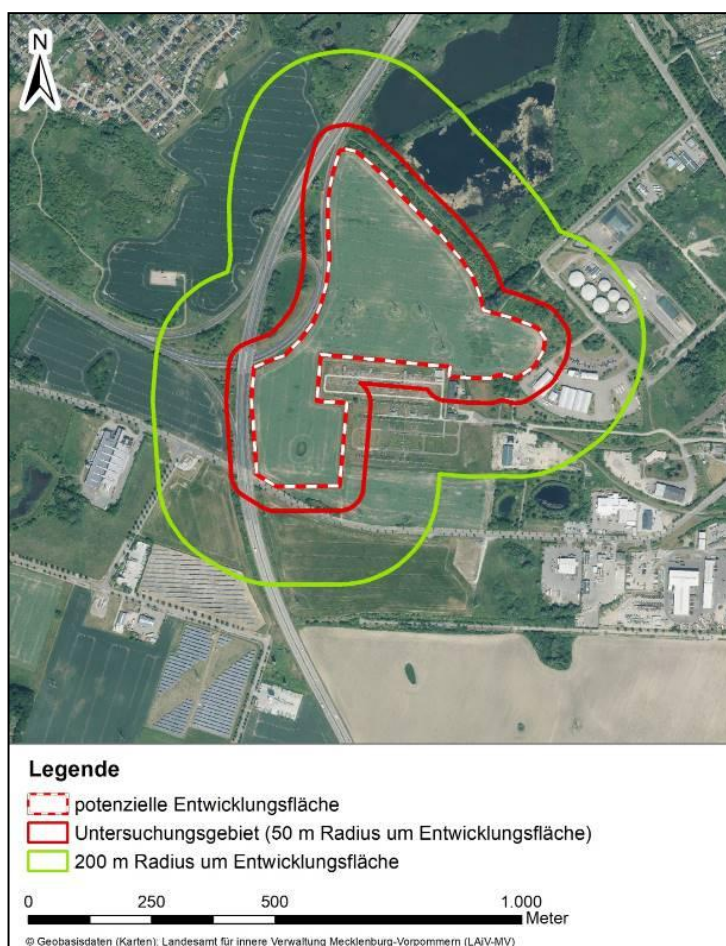 N
Legende
potenzielle Entwicklungsfläche
Untersuchungsgebiet (50 m Radius um Entwicklungsfläche)
200 m Radius um Entwicklungsfläche
0 250 500 1.000
Meter
© Geobasisdaten (Karten): Landesamt für innere Verwaltung Mecklenburg-Vorpommern (LAiV-MV)